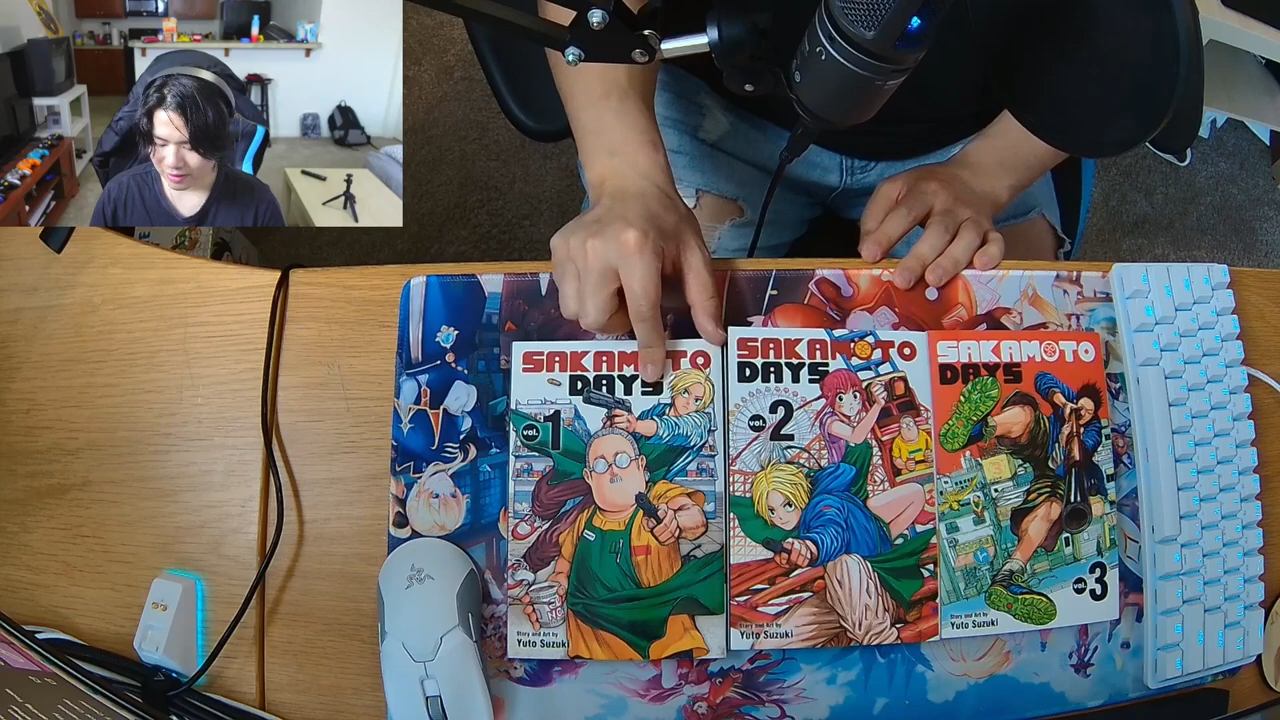 SAKAMOTO
DAYS
vol. 1
Story and Art by
Yuto Suzuki
SAKAMOTO
DAYS
vol. 2
Story and Art by
Yuto Suzuki
SAKAMOTO
DAYS
vol. 3
Story and Art by
Yuto Suzuki